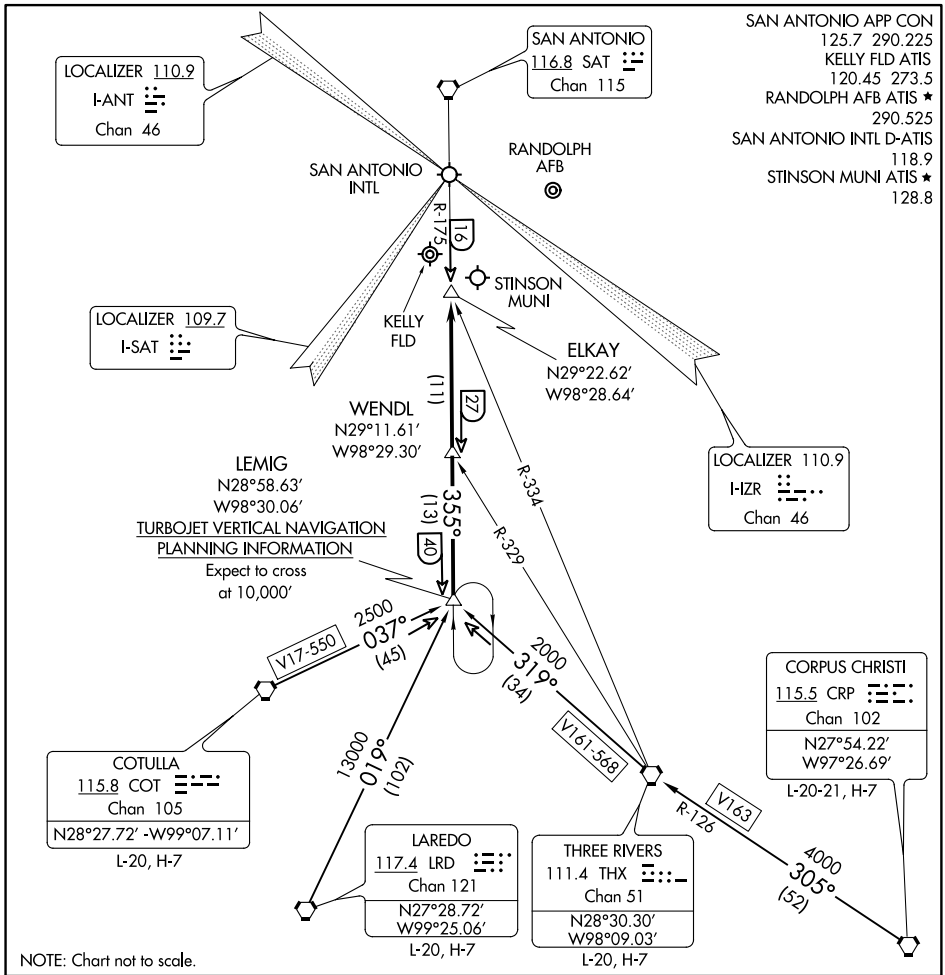 SAN ANTONIO APP CON
125.7 290.225
KELLY FLD ATIS
120.45 273.5
RANDOLPH AFB ATIS ★
290.525
SAN ANTONIO INTL D-ATIS
118.9
STINSON MUNI ATIS ★
128.8
SAN ANTONIO
116.8 SAT
Chan 115
LOCALIZER 110.9
I-ANT
Chan 46
SAN ANTONIO
INTL
RANDOLPH
AFB
R-175
16
KELLY
FLD
STINSON
MUNI
LOCALIZER 109.7
I-SAT
ELKAY
N29°22.62′
W98°28.64′
(11)
27
WENDL
N29°11.61′
W98°29.30′
LOCALIZER 110.9
I-IZR
Chan 46
R-334
R-329
LEMIG
N28°58.63′
W98°30.06′
TURBOJET VERTICAL NAVIGATION
PLANNING INFORMATION
Expect to cross
at 10,000′
355°
(13)
40
V17-550
2500
037°
(45)
2000
319°
(34)
V161-568
13000
019°
(102)
COTULLA
115.8 COT
Chan 105
N28°27.72′ -W99°07.11′
L-20, H-7
LAREDO
117.4 LRD
Chan 121
N27°28.72′
W99°25.06′
L-20, H-7
THREE RIVERS
111.4 THX
Chan 51
N28°30.30′
W98°09.03′
L-20, H-7
CORPUS CHRISTI
115.5 CRP
Chan 102
N27°54.22′
W97°26.69′
L-20-21, H-7
V163
R-126
4000
305°
(52)
NOTE: Chart not to scale.